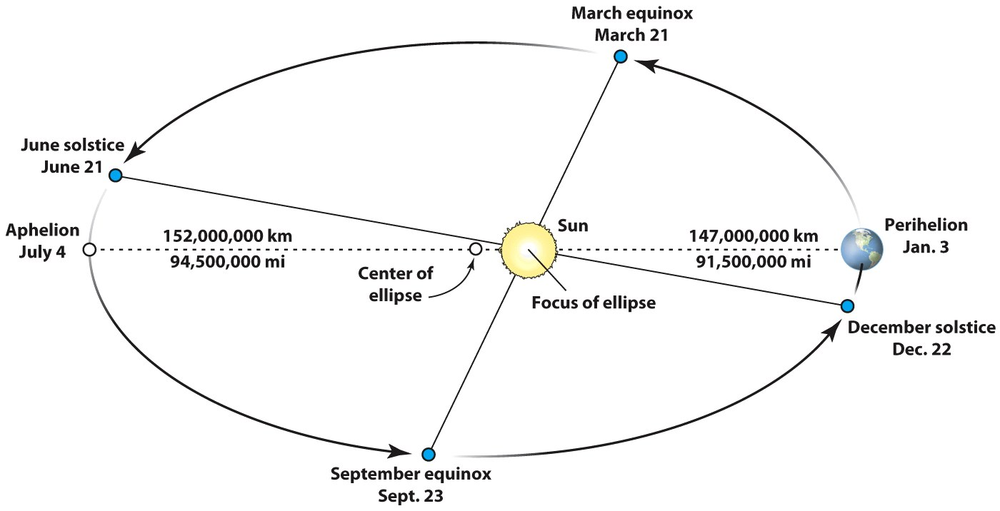 March equinox
March 21
June solstice
June 21
Aphelion
July 4
152,000,000 km
94,500,000 mi
Center of
ellipse
Sun
Focus of ellipse
147,000,000 km
91,500,000 mi
Perihelion
Jan. 3
December solstice
Dec. 22
September equinox
Sept. 23